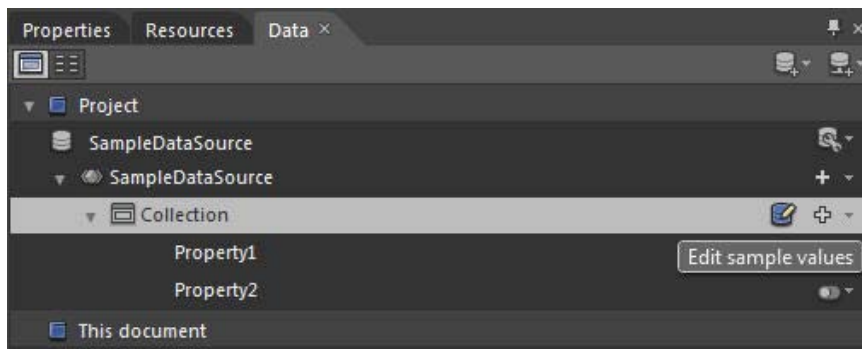 Properties Resources Data ×
Project
SampleDataSource
SampleDataSource
Collection
Property1
Edit sample values
Property2
This document